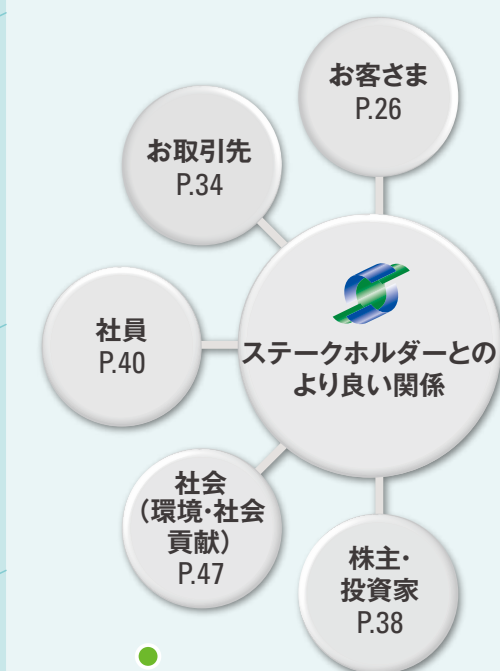 お客さま
P.26
お取引先
P.34
ステークホルダーとの
より良い関係
社員
P.40
社会
（環境・社会
貢献）
P.47
株主・
投資家
P.38